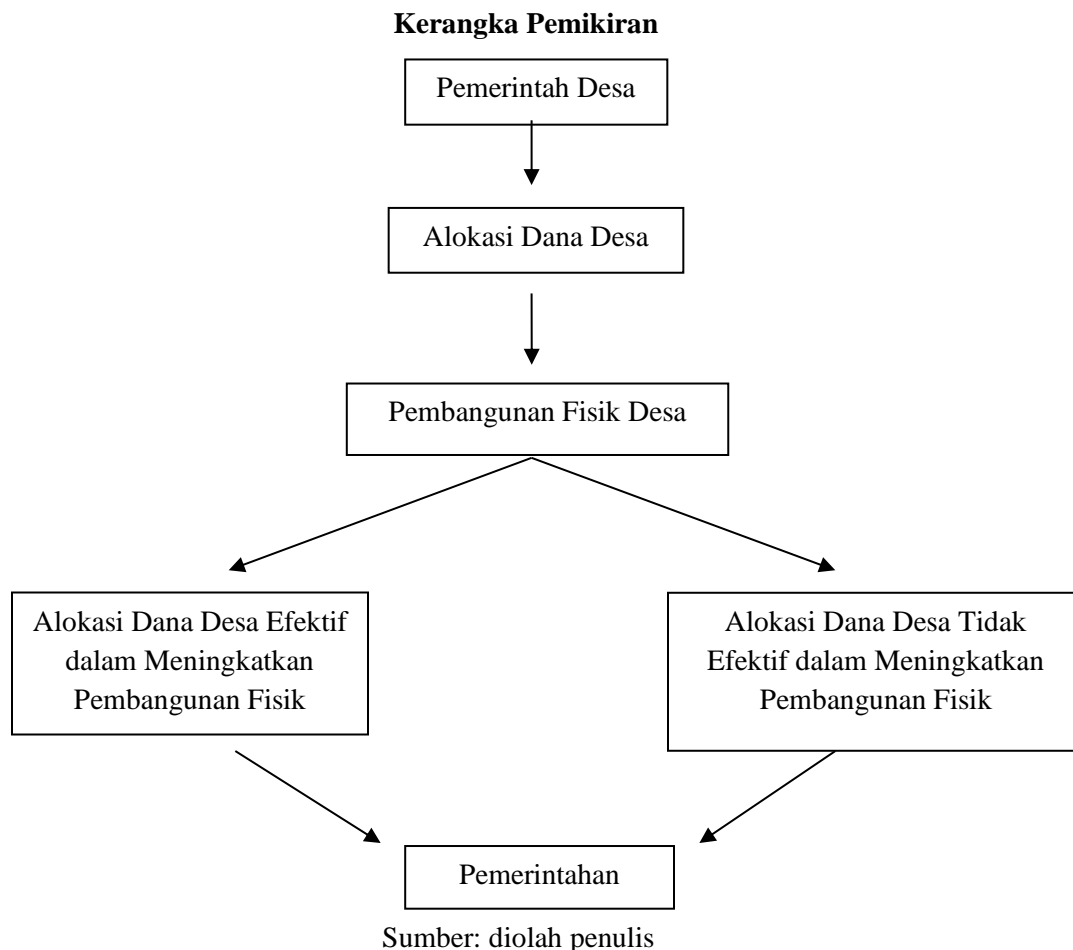 Kerangka Pemikiran
Pemerintah Desa
Alokasi Dana Desa
Pembangunan Fisik Desa
Alokasi Dana Desa Efektif
dalam Meningkatkan
Pembangunan Fisik
Alokasi Dana Desa Tidak
Efektif dalam Meningkatkan
Pembangunan Fisik
Pemerintahan
Sumber: diolah penulis